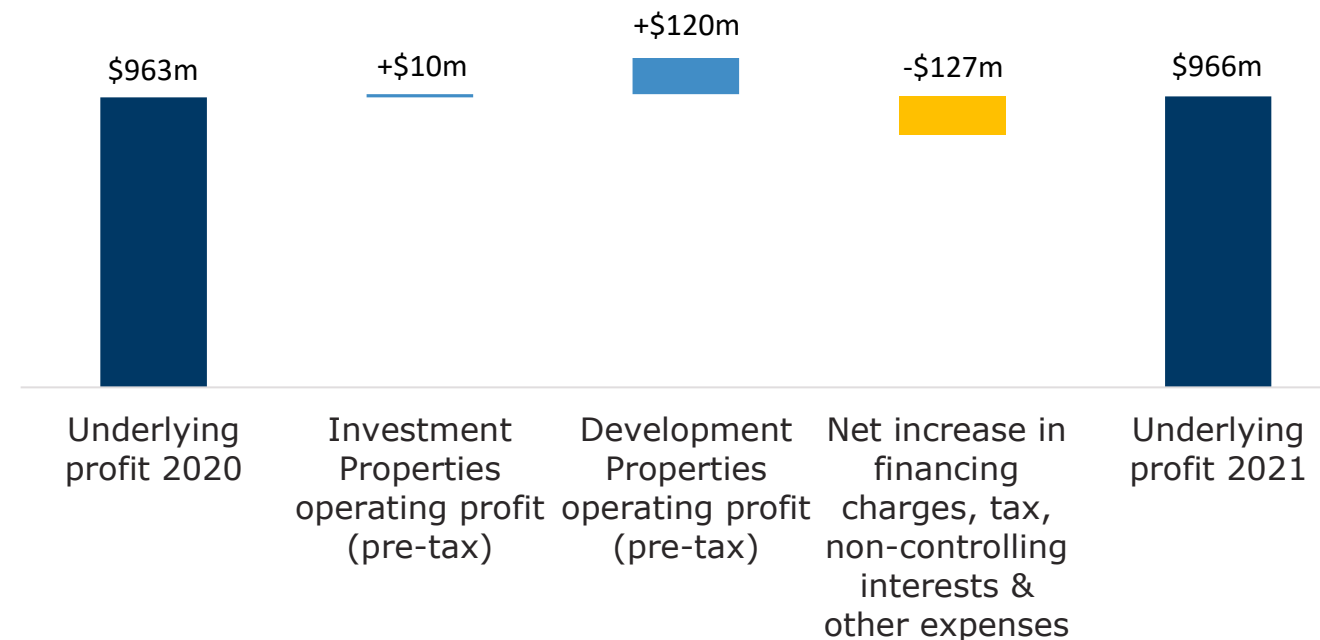 +$120m
$963m
+$10m
-$127m
$966m
Underlying
profit 2020
Investment
Properties
operating profit
(pre-tax)
Development
Properties
operating profit
(pre-tax)
Net increase in
financing
charges, tax,
non-controlling
interests &
other expenses
Underlying
profit 2021